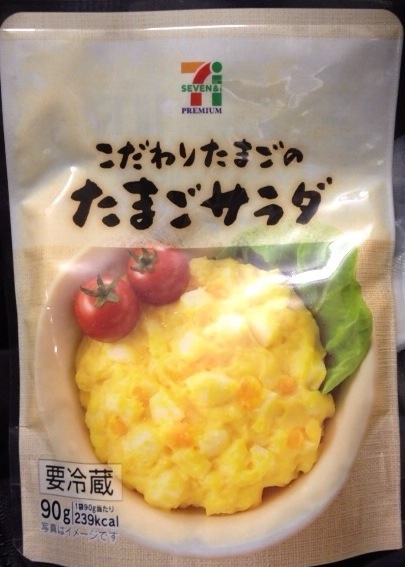 7i
SEVEN&i
PREMIUM
こだわりたまごの
たまごサラダ
要冷蔵
90g
1袋90g当たり
239kcal
写真はイメージです